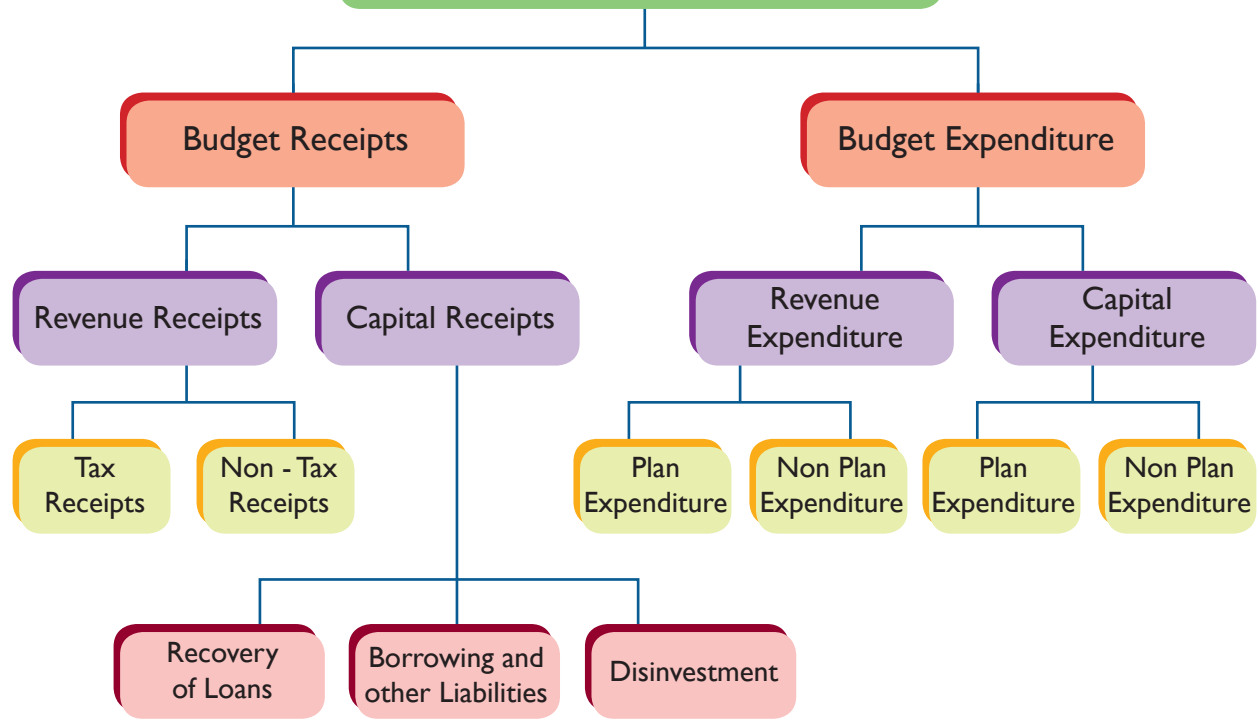 Budget Receipts
Budget Expenditure
Revenue Receipts
Capital Receipts
Revenue
Expenditure
Capital
Expenditure
Tax
Receipts
Non - Tax
Receipts
Plan
Expenditure
Non Plan
Expenditure
Plan
Expenditure
Non Plan
Expenditure
Recovery
of Loans
Borrowing and
other Liabilities
Disinvestment